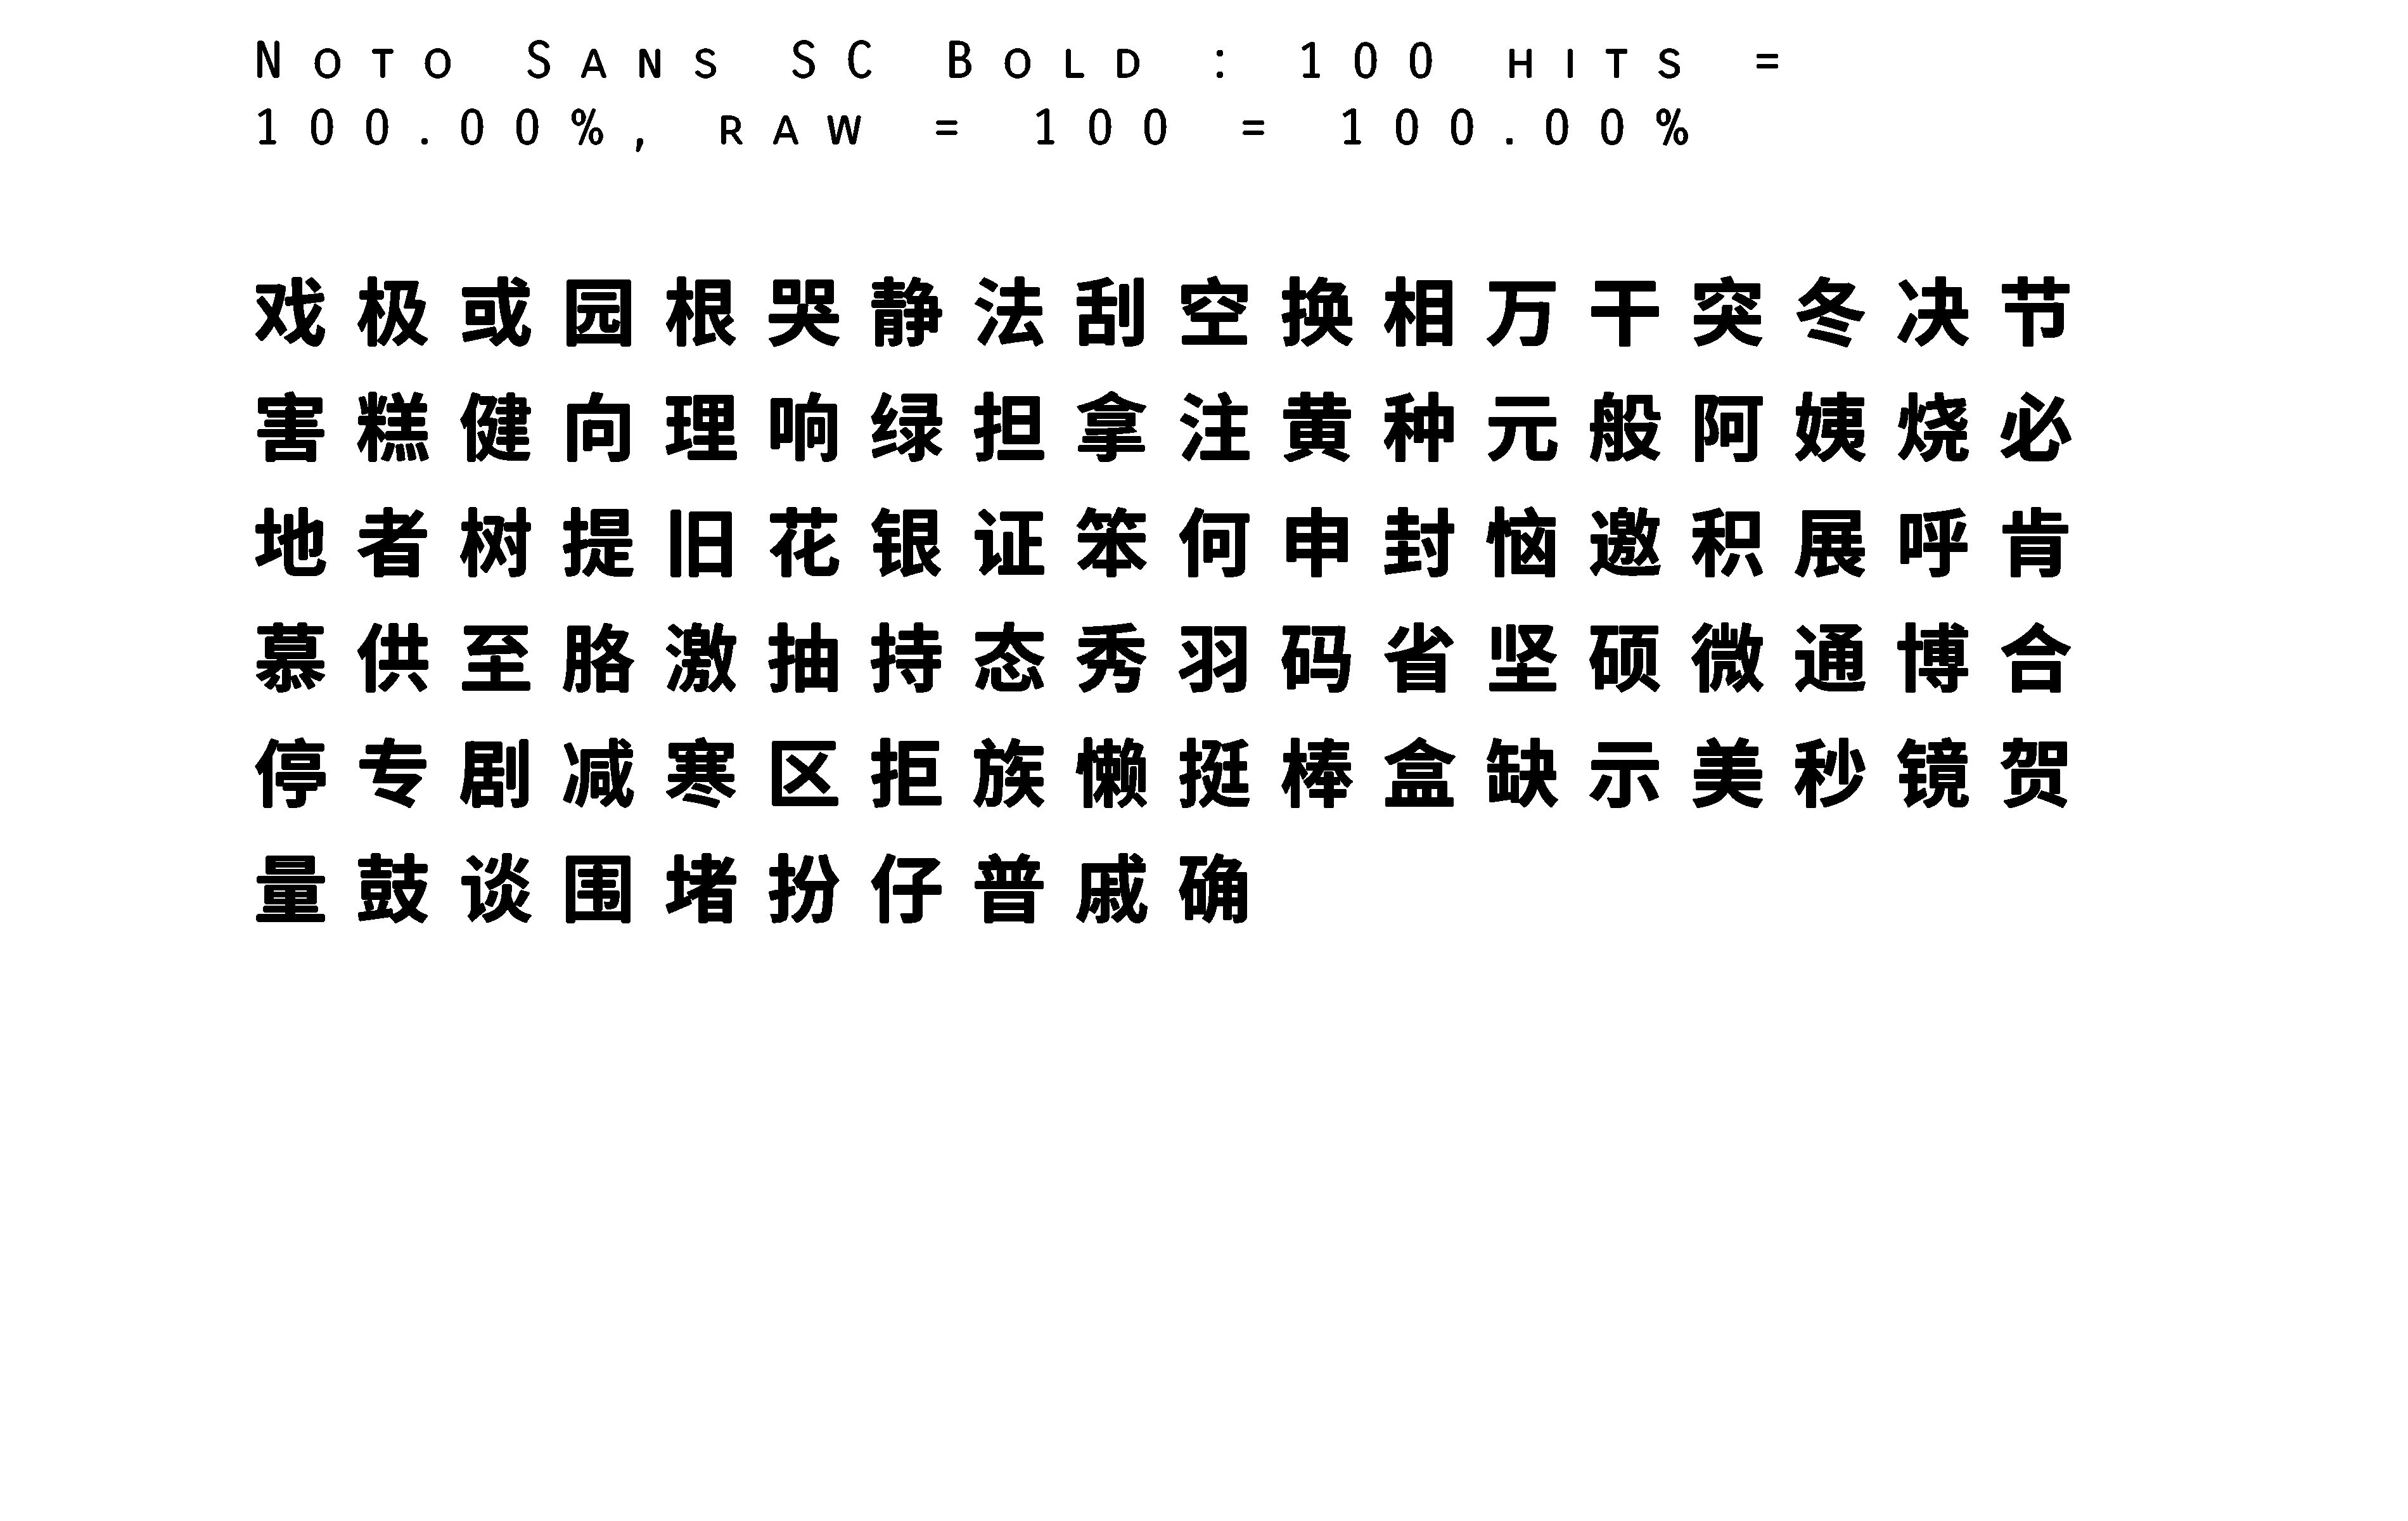 Noto Sans SC Bold : 100 hits =
100.00%, raw = 100 = 100.00%
戏极或园根哭静法刮空换相万干突冬决节
害糕健向理响绿担拿注黄种元般阿姨烧必
地者树提旧花银证笨何申封恼邀积展呼肯
慕供至胳激抽持态秀羽码省坚硕微通博合
停专剧减寒区拒族懒挺棒盒缺示美秒镜贺
量鼓谈围堵扮仔普戚确